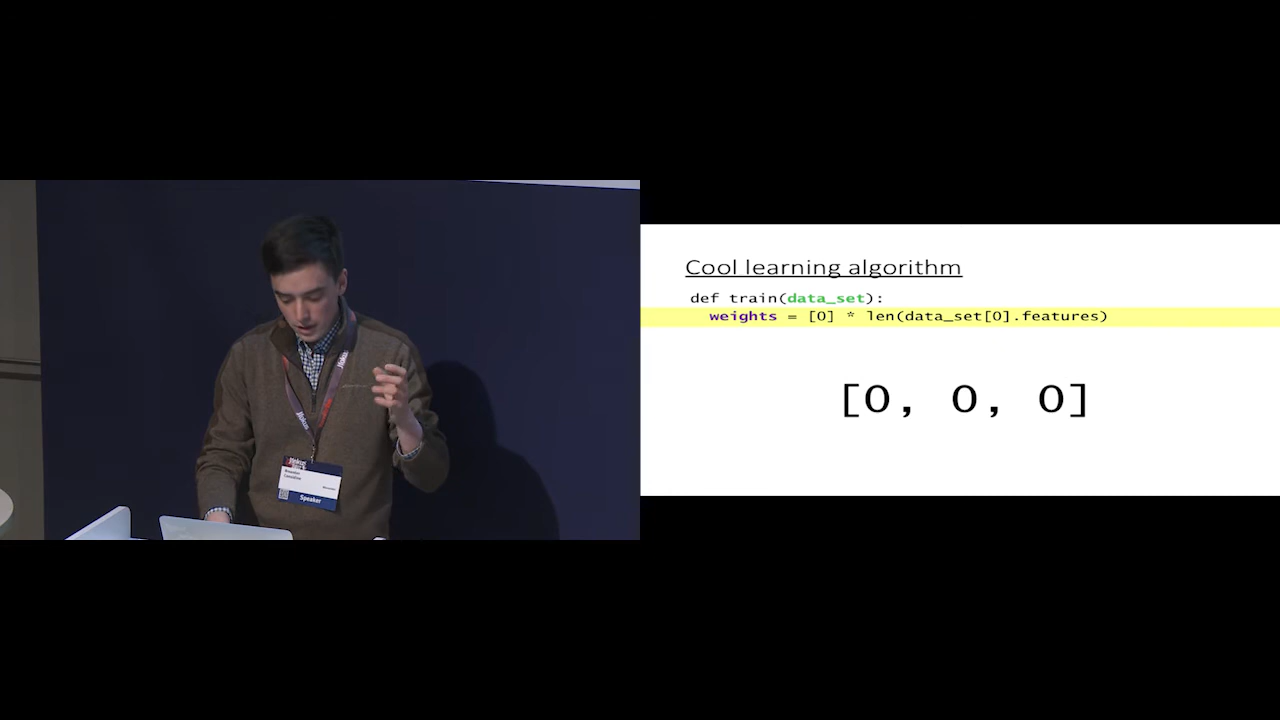 Cool learning algorithm
def train(data_set):
weights = [0] * len(data_set[0].features)
[0, 0, 0]
Speaker